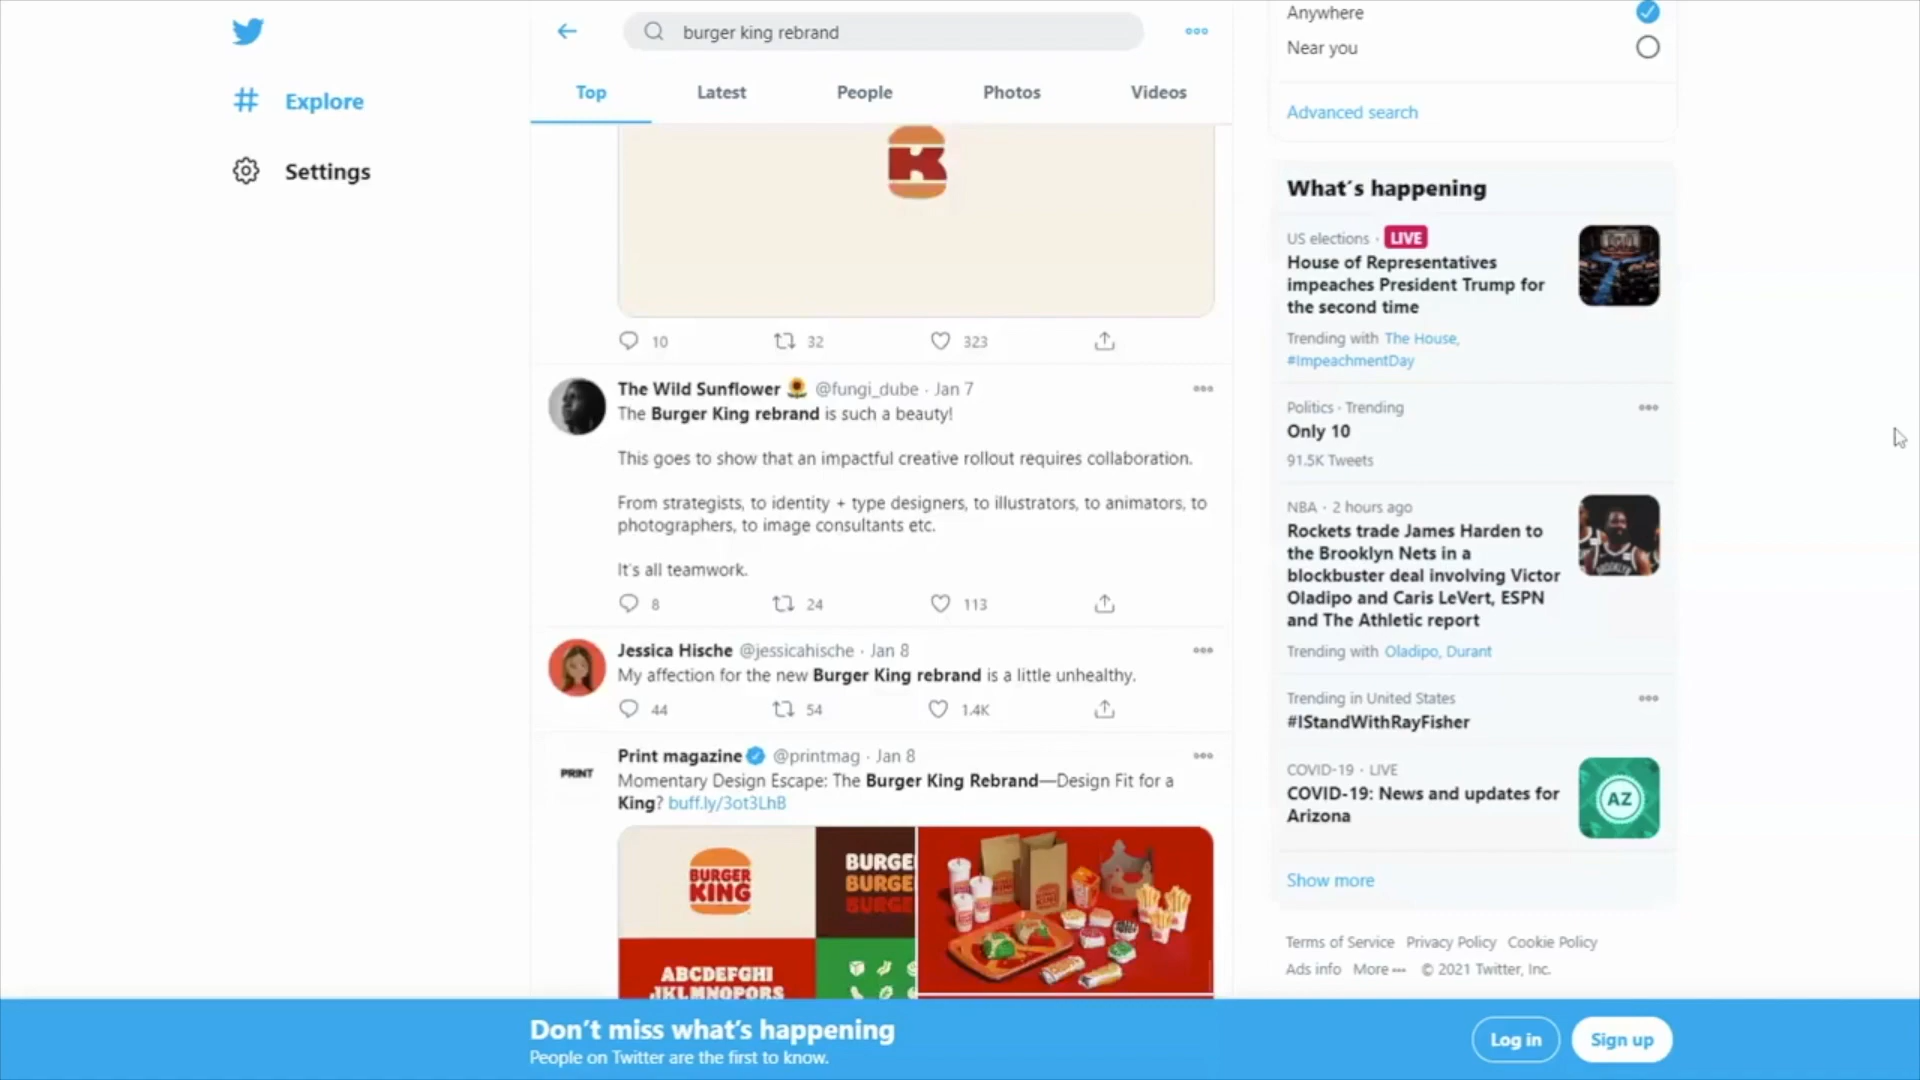 burger king rebrand
Explore
Settings
Top
Latest
People
Photos
Videos
K
10
32
323
The Wild Sunflower @fungi_dube · Jan 7
The Burger King rebrand is such a beauty!
This goes to show that an impactful creative rollout requires collaboration.
From strategists, to identity + type designers, to illustrators, to animators, to
photographers, to image consultants etc.
It's all teamwork.
8
24
113
Jessica Hische @jessicahische · Jan 8
My affection for the new Burger King rebrand is a little unhealthy.
44
54
1.4K
PRINT
Print magazine @printmag · Jan 8
Momentary Design Escape: The Burger King Rebrand—Design Fit for a
King? buff.ly/3ot3LhB
BURGER
KING
BURGE
BURGE
BURGE
ABCDEFGHI
JKLMNOPQRS
Anywhere
Near you
Advanced search
What´s happening
US elections · LIVE
House of Representatives
impeaches President Trump for
the second time
Trending with The House,
#ImpeachmentDay
Politics · Trending
Only 10
91.5K Tweets
NBA · 2 hours ago
Rockets trade James Harden to
the Brooklyn Nets in a
blockbuster deal involving Victor
Oladipo and Caris LeVert, ESPN
and The Athletic report
Trending with Oladipo, Durant
Trending in United States
#IStandWithRayFisher
COVID-19 · LIVE
COVID-19: News and updates for
Arizona
AZ
Show more
Terms of Service Privacy Policy Cookie Policy
Ads info More ··· © 2021 Twitter, Inc.
Don't miss what's happening
People on Twitter are the first to know.
Log in
Sign up